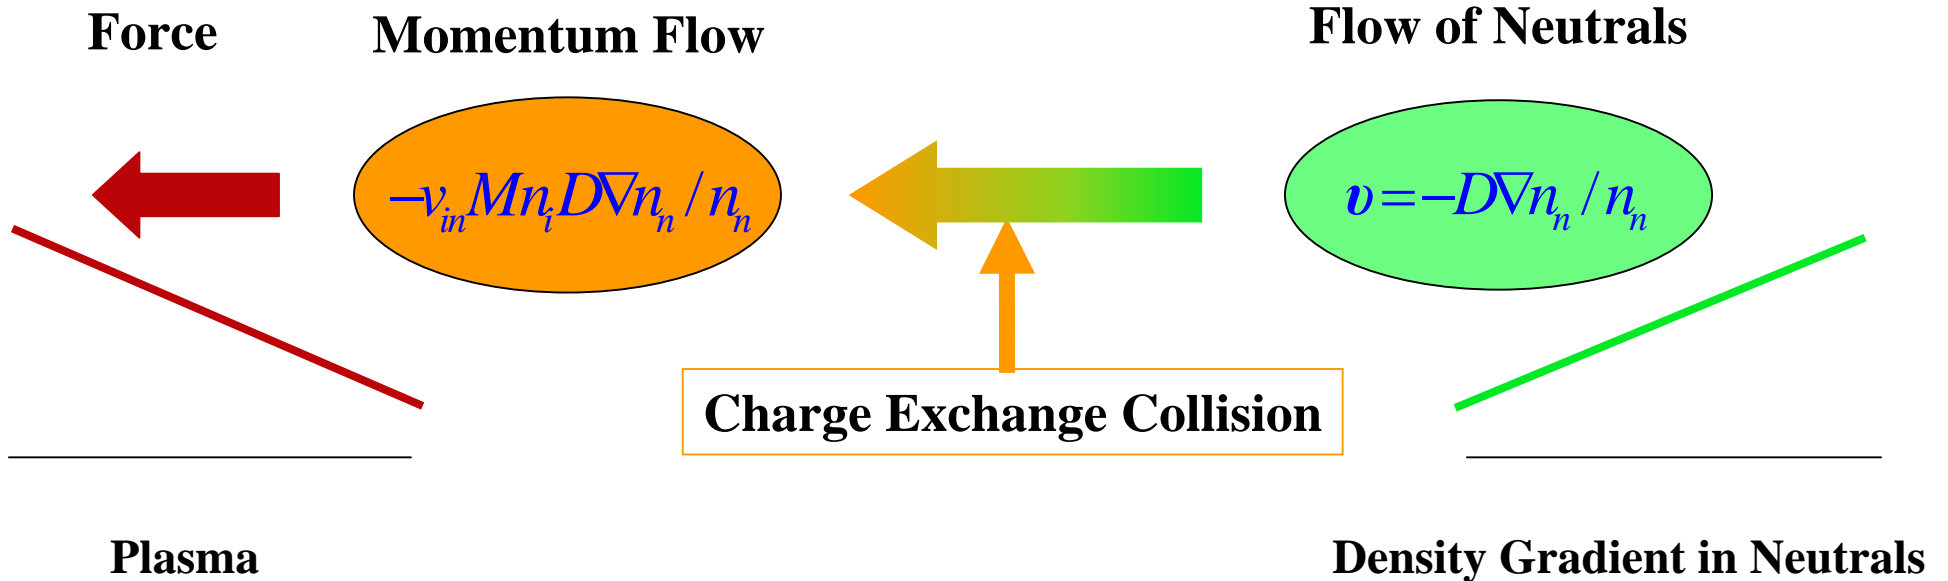 Force
Momentum Flow
Flow of Neutrals
−ν_in M n_i D∇n_n / n_n
υ = −D∇n_n / n_n
Charge Exchange Collision
Plasma
Density Gradient in Neutrals